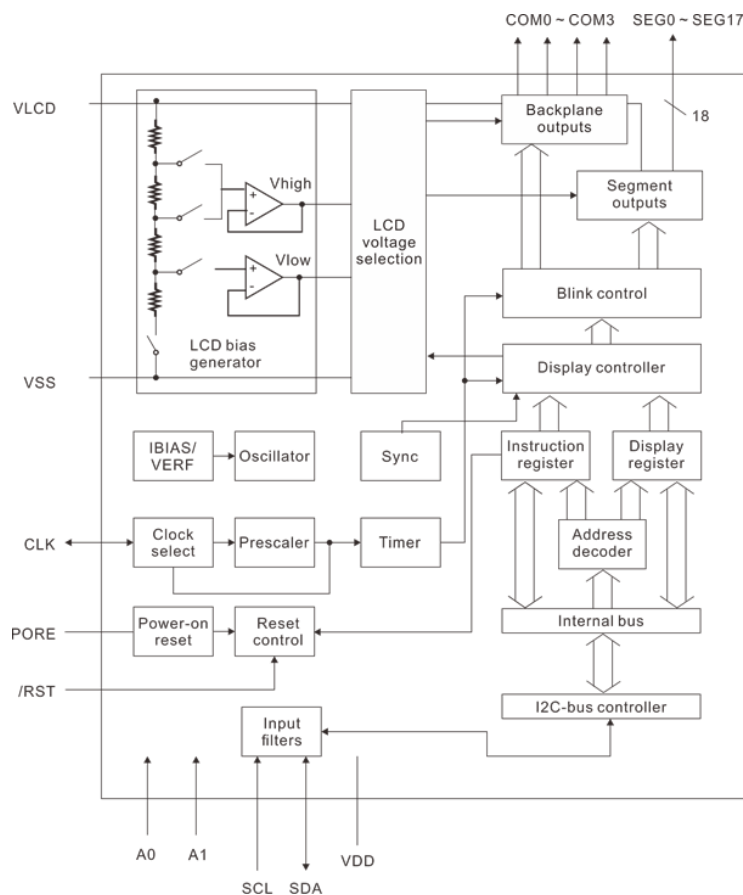 COM0 ~ COM3
SEG0 ~ SEG17
VLCD
Backplane
outputs
18
Vhigh
+
-
Segment
outputs
LCD
voltage
selection
Vlow
+
-
Blink control
LCD bias
generator
VSS
Display controller
IBIAS/
VERF
Oscillator
Sync
Instruction
register
Display
register
CLK
Clock
select
Prescaler
Timer
Address
decoder
PORE
Power-on
reset
Reset
control
Internal bus
/RST
I2C-bus controller
Input
filters
A0
A1
SCL
SDA
VDD